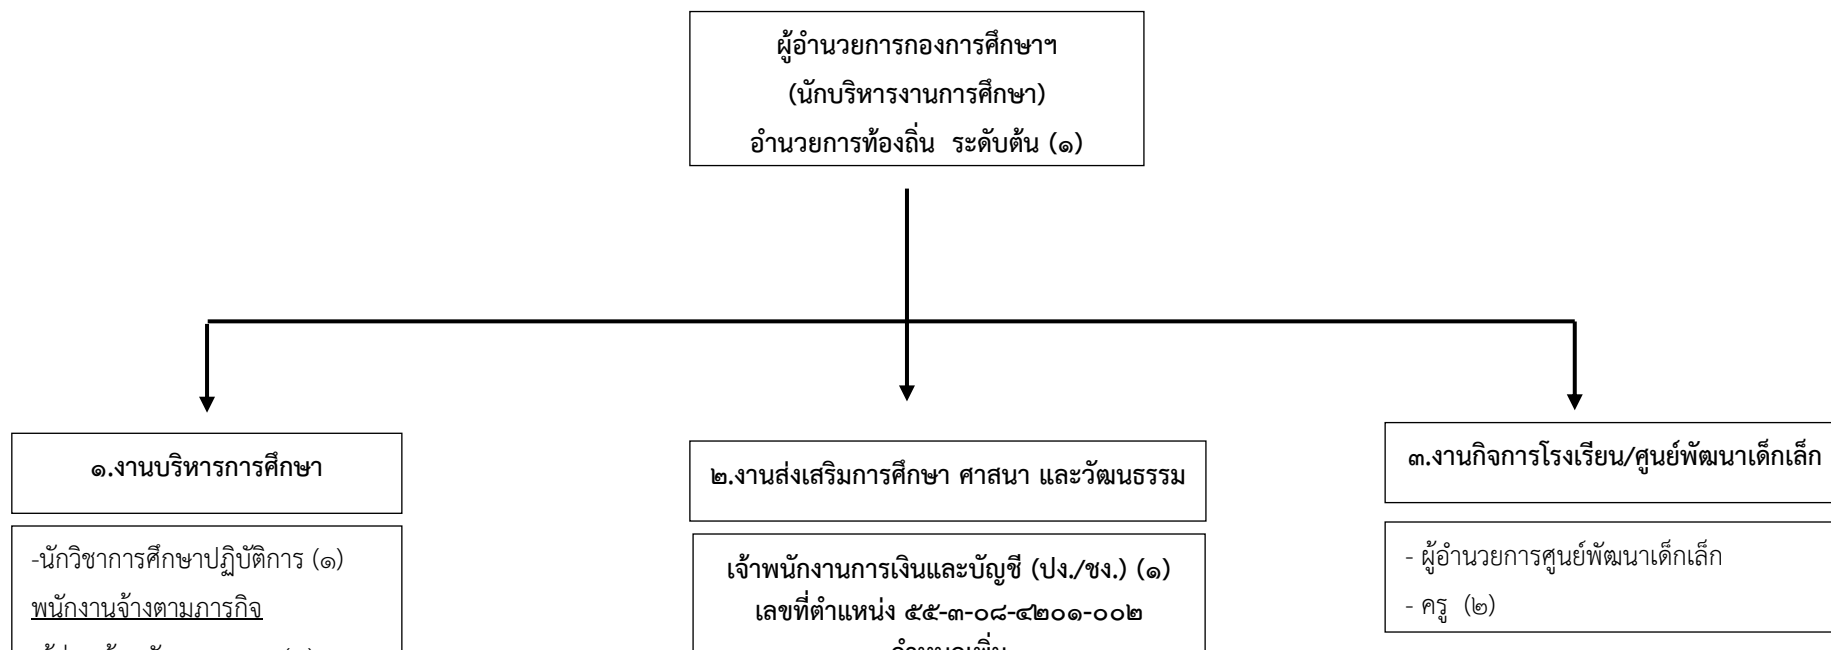 ผู้อำนวยการกองการศึกษาฯ
(นักบริหารงานการศึกษา)
อำนวยการท้องถิ่น  ระดับต้น (๑)
๑.งานบริหารการศึกษา
-นักวิชาการศึกษาปฏิบัติการ (๑)
พนักงานจ้างตามภารกิจ
๒.งานส่งเสริมการศึกษา ศาสนา และวัฒนธรรม
เจ้าพนักงานการเงินและบัญชี (ปง./ชง.) (๑)
เลขที่ตำแหน่ง ๕๕-๓-๐๘-๔๒๐๑-๐๐๒
๓.งานกิจการโรงเรียน/ศูนย์พัฒนาเด็กเล็ก
- ผู้อำนวยการศูนย์พัฒนาเด็กเล็ก
- ครู  (๒)